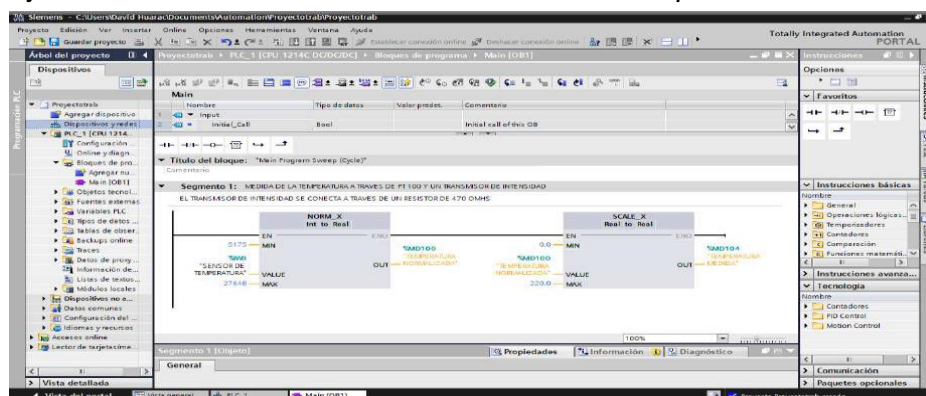 Siemens - C:\Users\David Huarac\Documents\Automation\Proyectotrab\Proyectotrab
Proyecto Edición Ver Insertar Online Opciones Herramientas Ventana Ayuda
Totally Integrated Automation
PORTAL
Guardar proyecto
Establecer conexión online
Deshacer conexión online
Árbol del proyecto
Proyectotrab ▸ PLC_1 [CPU 1214C DC/DC/DC] ▸ Bloques de programa ▸ Main [OB1]
Instrucciones
Dispositivos
Opciones
Main
Nombre Tipo de datos Valor predet. Comentario
1 Input
2 Initial_Call Bool Initial call of this OB
Favoritos
Proyectotrab
Agregar dispositivo
Dispositivos y redes
PLC_1 [CPU 1214...
Configuración ...
Online y diagn...
Bloques de pro...
Agregar nu...
Main [OB1]
Objetos tecnol...
Fuentes externas
Variables PLC
Tipos de datos ...
Tablas de obser...
Backups online
Traces
Datos de proxy ...
Información de...
Listas de textos...
Módulos locales
Dispositivos no a...
Datos comunes
Configuración del ...
Idiomas y recursos
Accesos online
Lector de tarjetas/me...
Título del bloque: "Main Program Sweep (Cycle)"
Comentario
Segmento 1: MEDIDA DE LA TEMPERATURA A TRAVES DE PT 100 Y UN TRANSMISOR DE INTENSIDAD
EL TRANSMISOR DE INTENSIDAD SE CONECTA A TRAVES DE UN RESISTOR DE 470 OMHS
NORM_X
Int to Real
EN ENO
5175 MIN
"SENSOR DE
TEMPERATURA" VALUE
27648 MAX
OUT
%MD100
"TEMPERATURA
NORMALIZADA"
SCALE_X
Real to Real
EN ENO
0.0 MIN
%MD100
"TEMPERATURA
NORMALIZADA" VALUE
220.0 MAX
OUT
%MD104
"TEMPERATURA
MEDIDA"
Instrucciones básicas
Nombre
General
Operaciones lógicas...
Temporizadores
Contadores
Comparación
Funciones matemáti...
Instrucciones avanza...
Tecnología
Nombre
Contadores
PID Control
Motion Control
100%
Segmento 1 [Objeto]
Propiedades Información Diagnóstico
General
Comunicación
Vista detallada
Paquetes opcionales
Vista del portal Vista general PLC_1 Main (OB1)